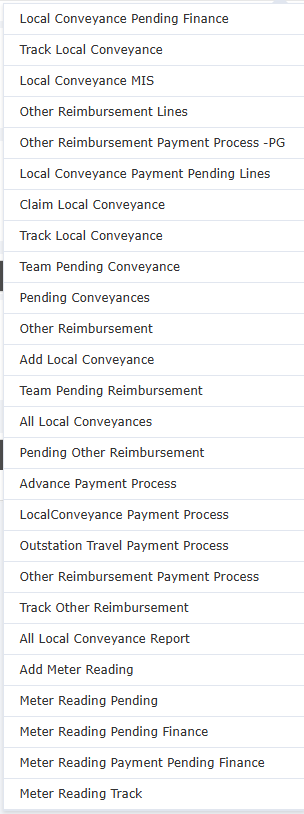 Local Conveyance Pending Finance
Track Local Conveyance
Local Conveyance MIS
Other Reimbursement Lines
Other Reimbursement Payment Process -PG
Local Conveyance Payment Pending Lines
Claim Local Conveyance
Track Local Conveyance
Team Pending Conveyance
Pending Conveyances
Other Reimbursement
Add Local Conveyance
Team Pending Reimbursement
All Local Conveyances
Pending Other Reimbursement
Advance Payment Process
LocalConveyance Payment Process
Outstation Travel Payment Process
Other Reimbursement Payment Process
Track Other Reimbursement
All Local Conveyance Report
Add Meter Reading
Meter Reading Pending
Meter Reading Pending Finance
Meter Reading Payment Pending Finance
Meter Reading Track